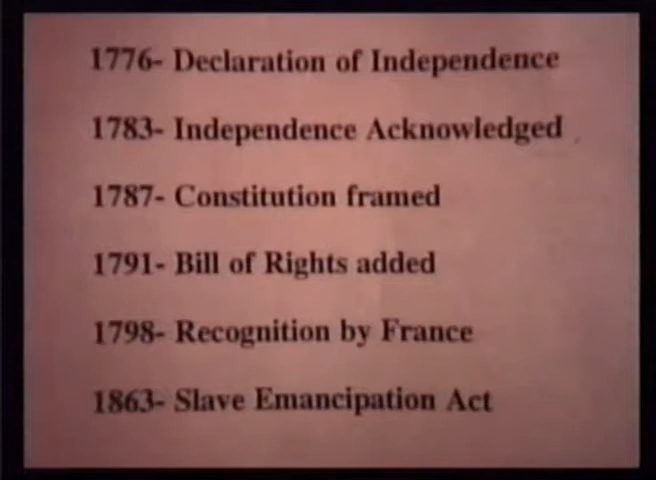 1776- Declaration of Independence
1783- Independence Acknowledged
1787- Constitution framed
1791- Bill of Rights added
1798- Recognition by France
1863- Slave Emancipation Act